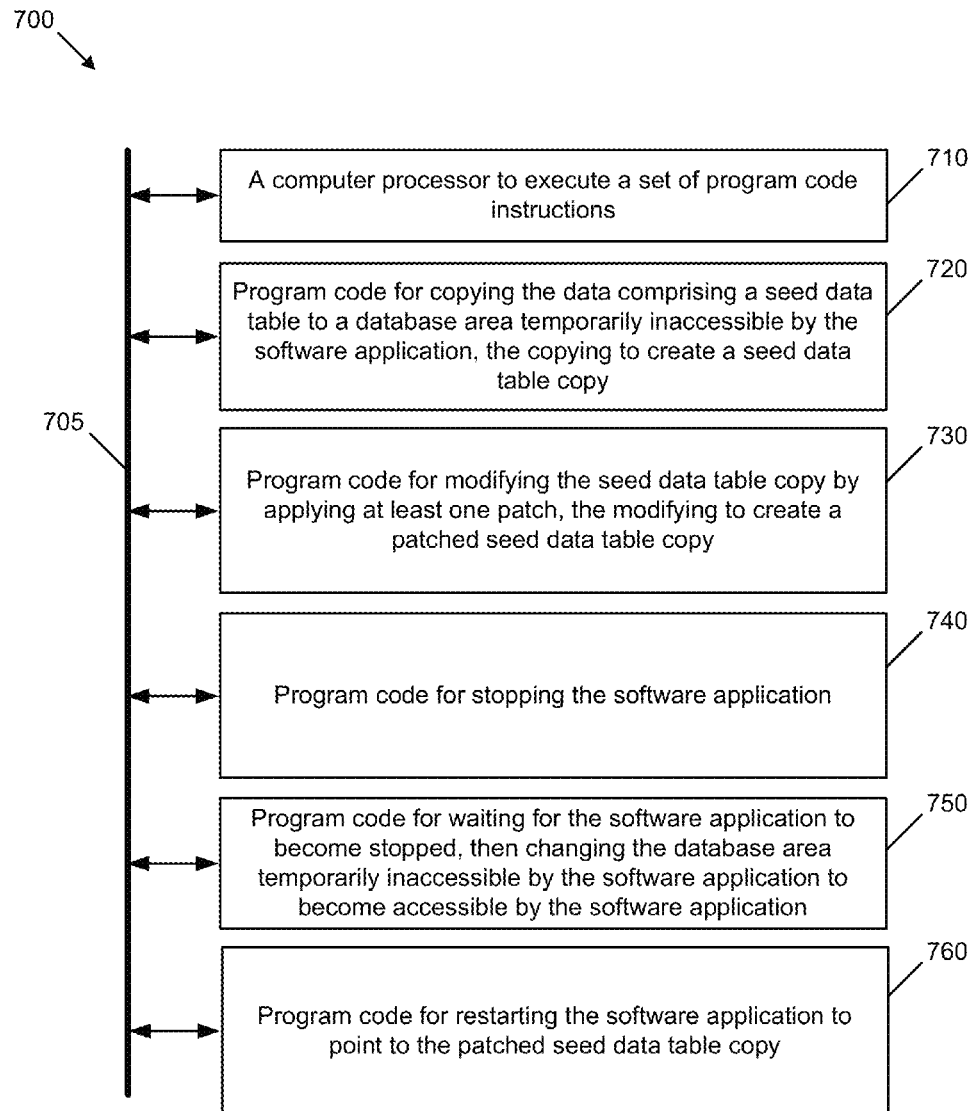 700
710
A computer processor to execute a set of program code
instructions
720
Program code for copying the data comprising a seed data
table to a database area temporarily inaccessible by the
software application, the copying to create a seed data
table copy
705
730
Program code for modifying the seed data table copy by
applying at least one patch, the modifying to create a
patched seed data table copy
740
Program code for stopping the software application
750
Program code for waiting for the software application to
become stopped, then changing the database area
temporarily inaccessible by the software application to
become accessible by the software application
760
Program code for restarting the software application to
point to the patched seed data table copy